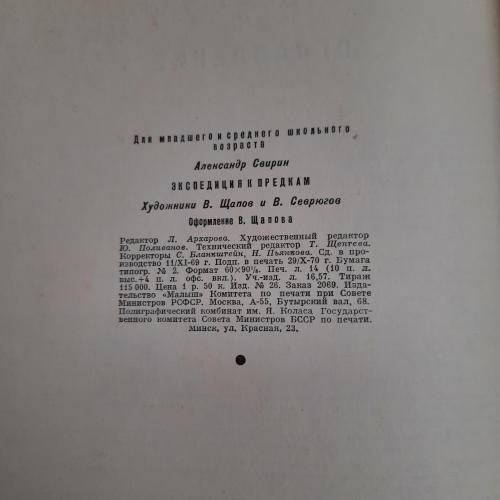 Для младшего и среднего школьного
возраста
Александр Свирин
ЭКСПЕДИЦИЯ К ПРЕДКАМ
Художники В. Щапов и В. Севрюгов
Оформление В. Щапова
Редактор Л. Архарова. Художественный редактор
Ю. Поливанов. Технический редактор Т. Щептева.
Корректоры С. Бланкштейн, Н. Пьянкова. Сд. в про-
изводство 11/XI-69 г. Подп. в печать 29/X-70 г. Бумага
типогр. № 2. Формат 60×90⅛. Печ. л. 14 (10 п. л.
выс.+4 п. л. офс. вкл.). Уч.-изд. л. 16,57. Тираж
115 000. Цена 1 р. 50 к. Изд. № 26. Заказ 2069. Изда-
тельство «Малыш» Комитета по печати при Совете
Министров РСФСР. Москва, А-55, Бутырский вал, 68.
Полиграфический комбинат им. Я Коласа Государст-
венного комитета Совета Министров БССР по печати.
Минск, ул. Красная, 23.